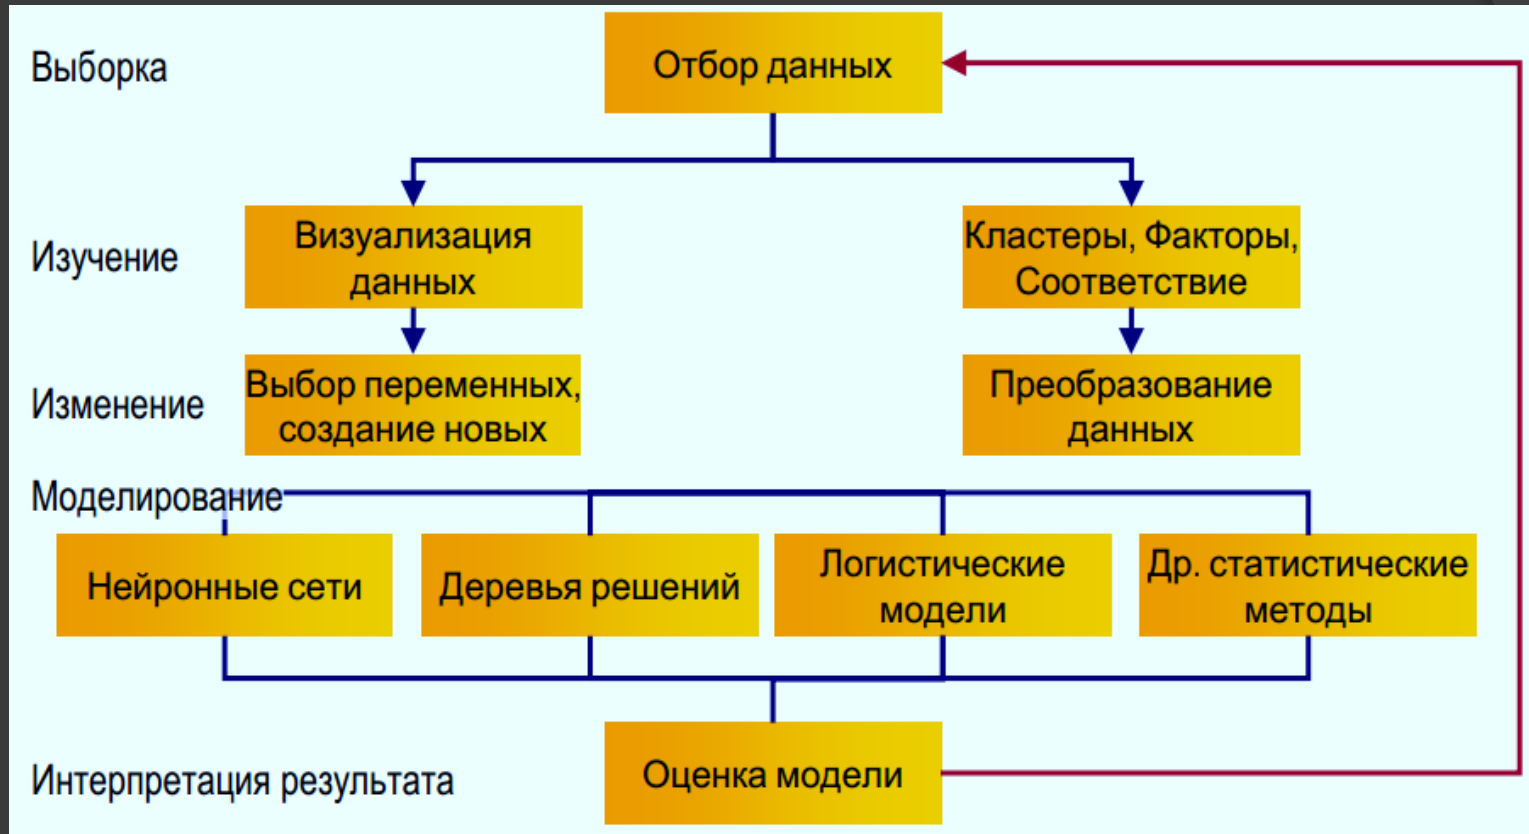 Выборка
Отбор данных
Изучение
Визуализация
данных
Кластеры, Факторы,
Соответствие
Изменение
Выбор переменных,
создание новых
Преобразование
данных
Моделирование
Нейронные сети
Деревья решений
Логистические
модели
Др. статистические
методы
Интерпретация результата
Оценка модели